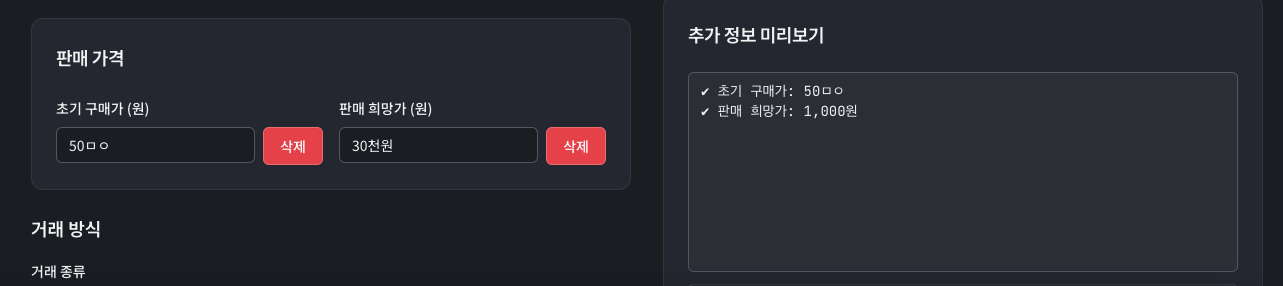 판매 가격
초기 구매가 (원)
판매 희망가 (원)
50ㅁㅇ
삭제
30천원
삭제
거래 방식
거래 종류
추가 정보 미리보기
✔ 초기 구매가: 50ㅁㅇ
✔ 판매 희망가: 1,000원